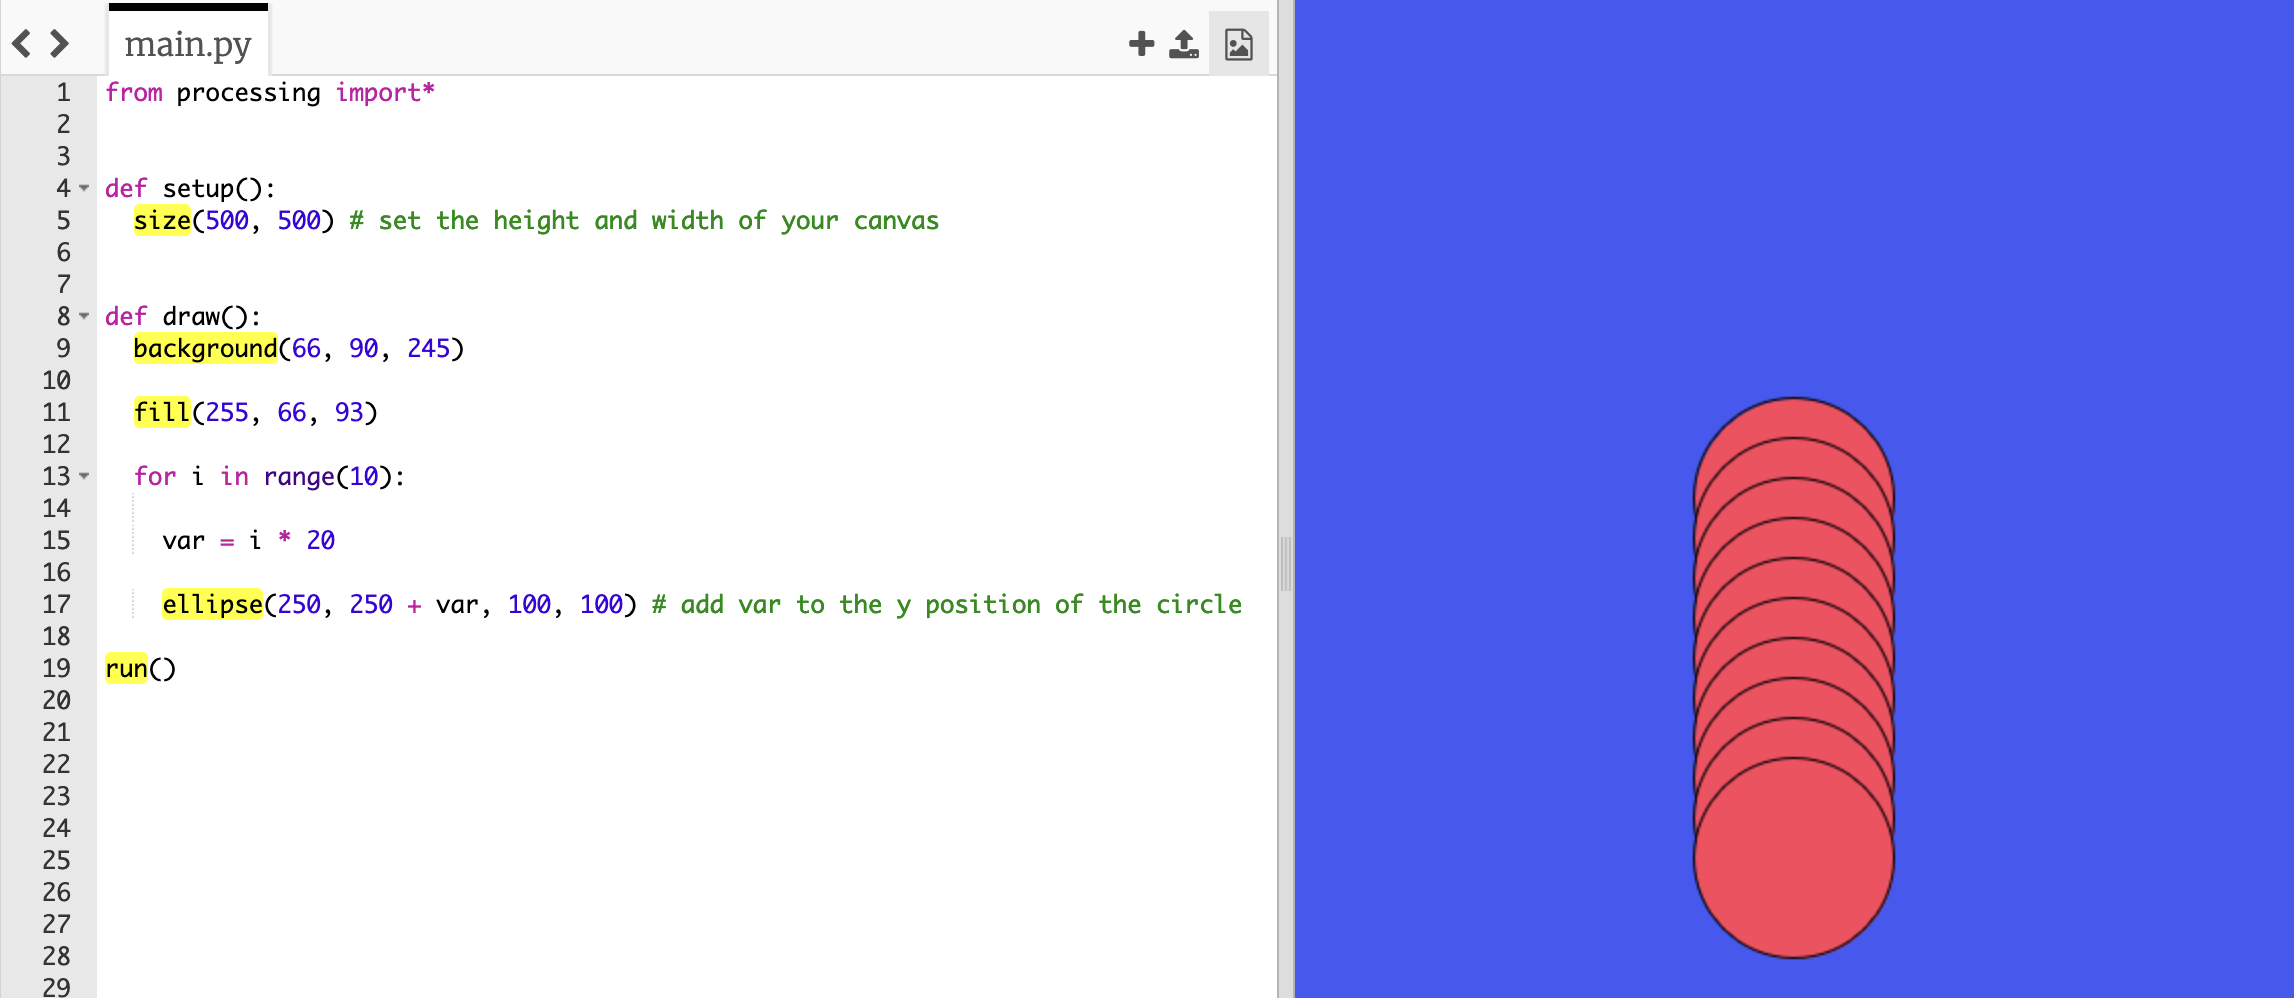 main.py
1 from processing import*
2
3
4 def setup():
5 size(500, 500) # set the height and width of your canvas
6
7
8 def draw():
9 background(66, 90, 245)
10
11 fill(255, 66, 93)
12
13 for i in range(10):
14
15 var = i * 20
16
17 ellipse(250, 250 + var, 100, 100) # add var to the y position of the circle
18
19 run()
20
21
22
23
24
25
26
27
28
29